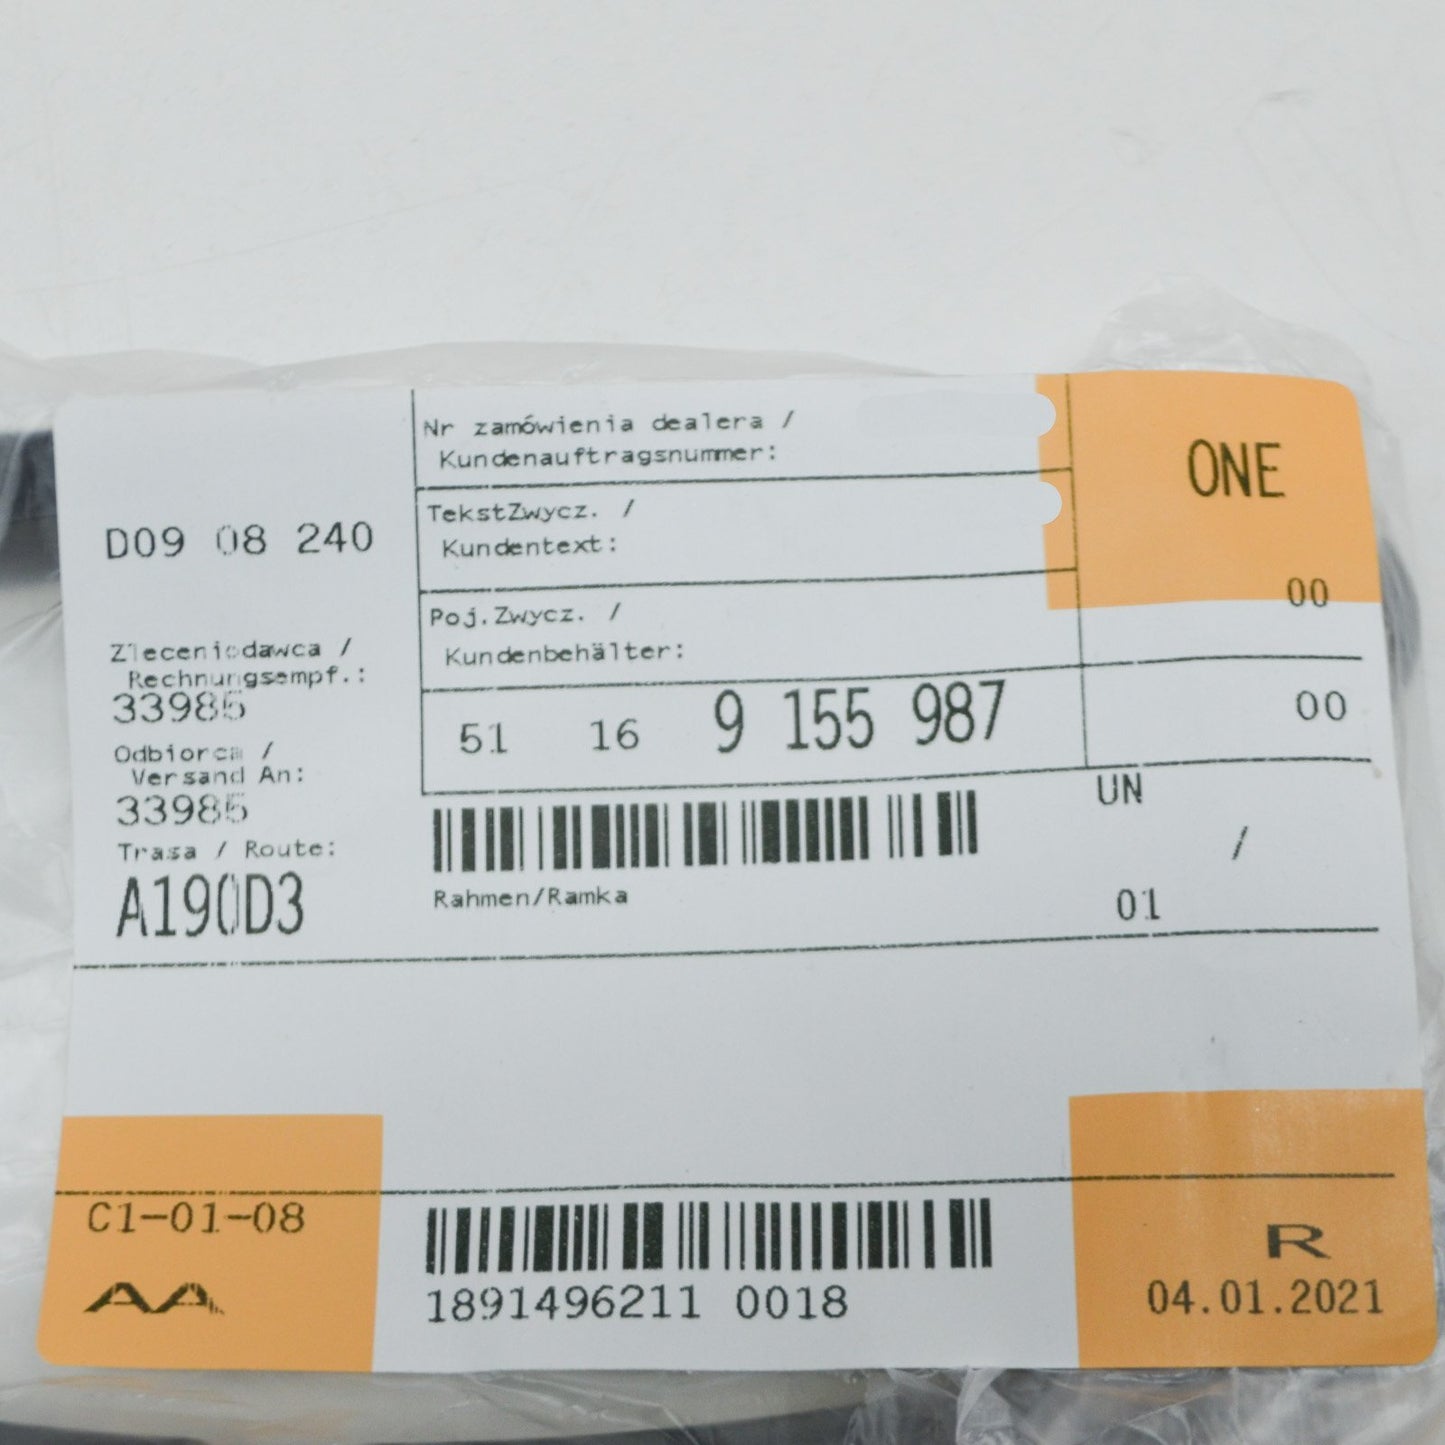 Nr zamówienia dealera /
Kundenauftragsnummer:
ONE
TekstZwycz. /
Kundentext:
D09 08 240
00
Poj.Zwycz. /
Kundenbehälter:
Zleceniodawca /
Rechnungsempf.:
33985
51 16 9 155 987
00
Odbiorca /
Versand An:
33985
UN
/
Trasa / Route:
A190D3
Rahmen/Ramka
01
C1-01-08
AA
1891496211 0018
R
04.01.2021